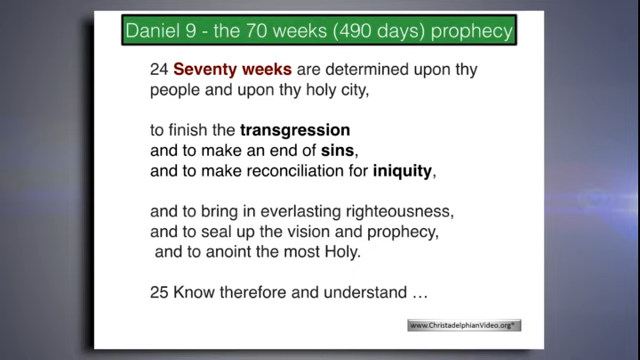 Daniel 9 - the 70 weeks (490 days) prophecy
24 Seventy weeks are determined upon thy
people and upon thy holy city,
to finish the transgression
and to make an end of sins,
and to make reconciliation for iniquity,
and to bring in everlasting righteousness,
and to seal up the vision and prophecy,
and to anoint the most Holy.
25 Know therefore and understand …
www.ChristadelphianVideo.org"